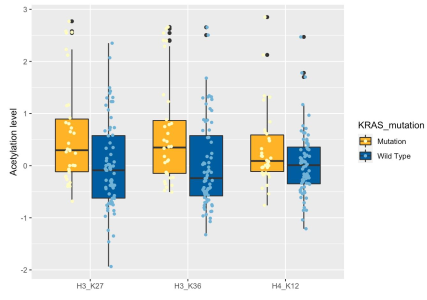 3
2
1
0
-1
-2
Acetylation level
H3_K27
H3_K36
H4_K12
KRAS_mutation
Mutation
Wild Type